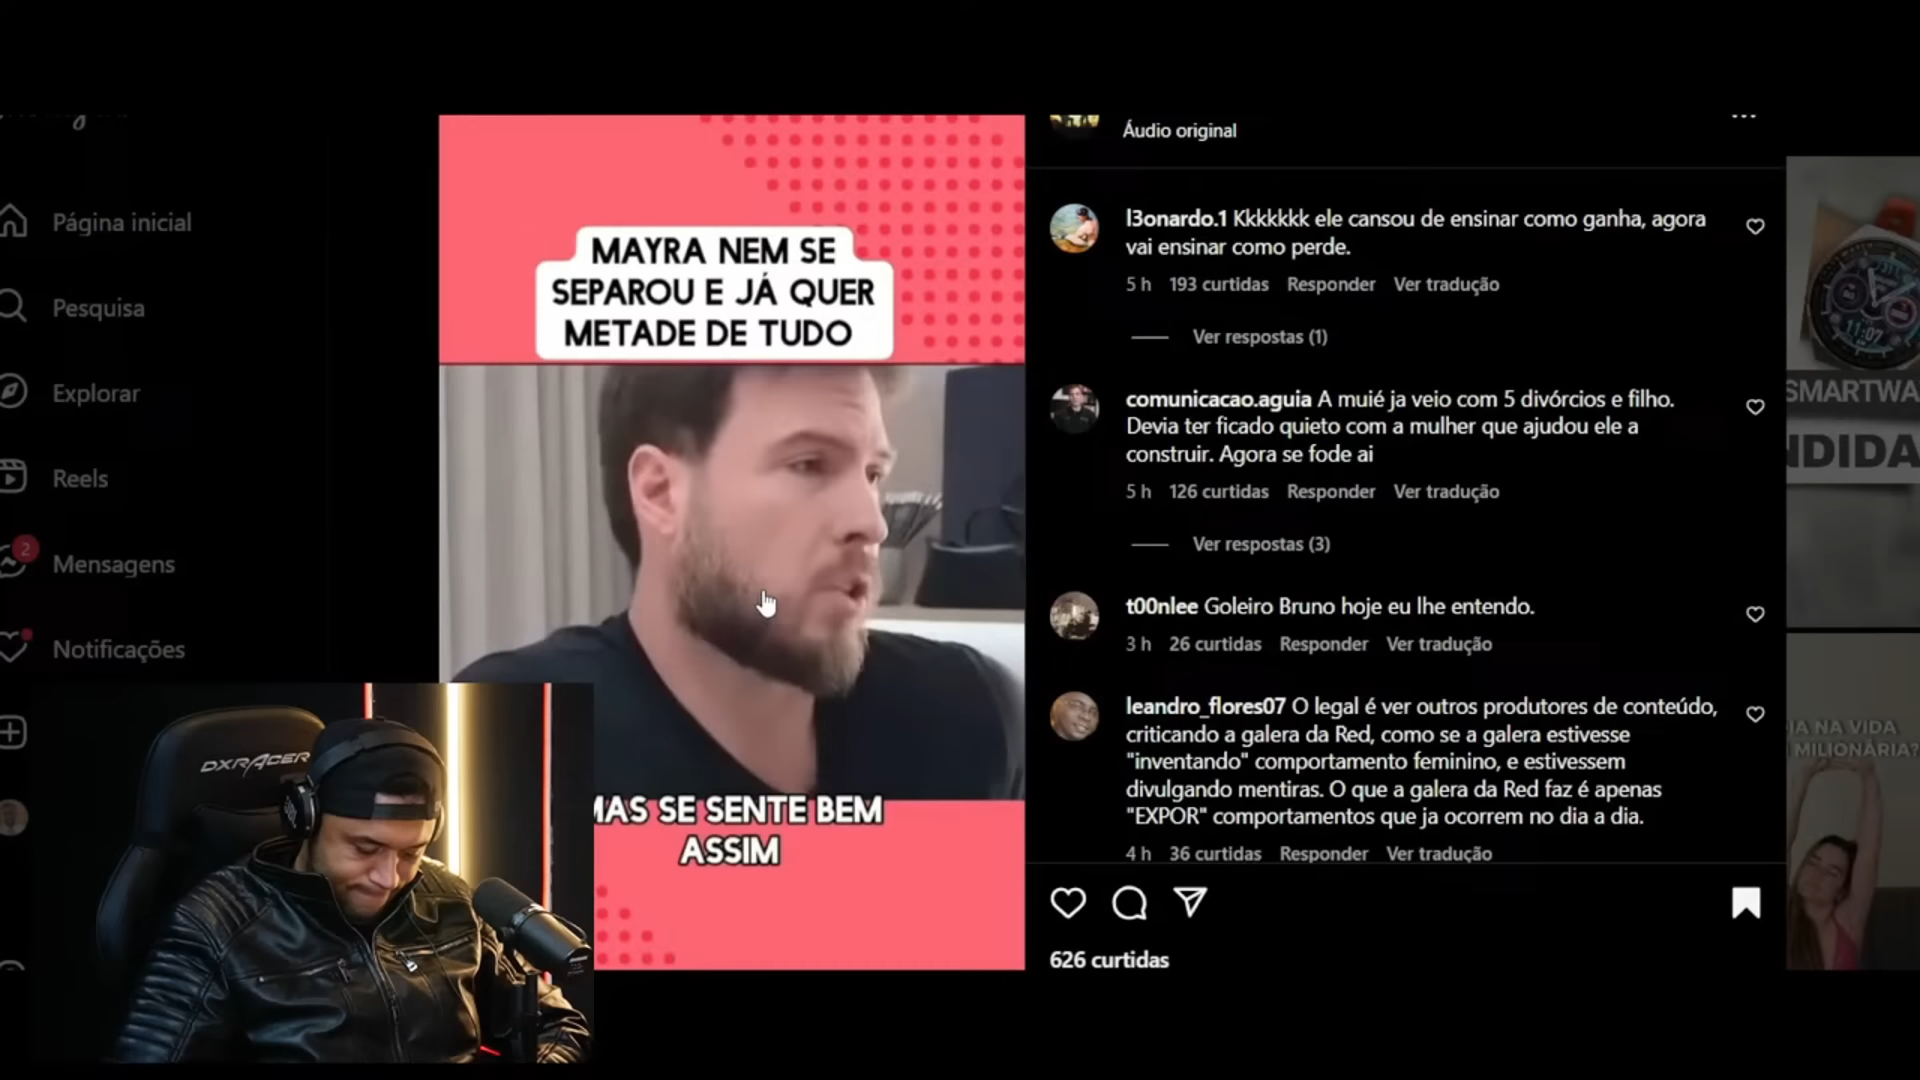 Página inicial
Pesquisa
Explorar
Reels
2
Mensagens
Notificações
MAYRA NEM SE
SEPAROU E JÁ QUER
METADE DE TUDO
MAS SE SENTE BEM
ASSIM
DXRACER
Áudio original
l3onardo.1 Kkkkkkk ele cansou de ensinar como ganha, agora
vai ensinar como perde.
5 h 193 curtidas Responder Ver tradução
Ver respostas (1)
comunicacao.aguia A muié ja veio com 5 divórcios e filho.
Devia ter ficado quieto com a mulher que ajudou ele a
construir. Agora se fode ai
5 h 126 curtidas Responder Ver tradução
Ver respostas (3)
t00nlee Goleiro Bruno hoje eu lhe entendo.
3 h 26 curtidas Responder Ver tradução
leandro_flores07 O legal é ver outros produtores de conteúdo,
criticando a galera da Red, como se a galera estivesse
"inventando" comportamento feminino, e estivessem
divulgando mentiras. O que a galera da Red faz é apenas
"EXPOR" comportamentos que ja ocorrem no dia a dia.
4 h 36 curtidas Responder Ver tradução
626 curtidas
11:07
SMARTWA
NDIDA
IA NA VIDA
MILIONÁRIA?